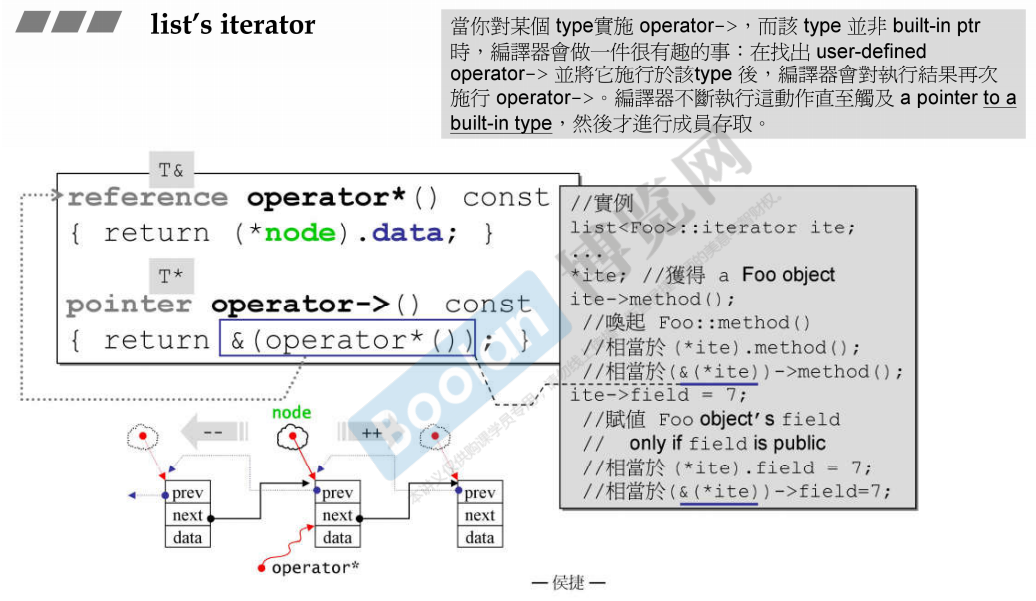 list's iterator
當你對某個 type實施 operator->，而該 type 並非 built-in ptr
時，編譯器會做一件很有趣的事：在找出 user-defined
operator-> 並將它施行於該type 後，編譯器會對執行結果再次
施行 operator->。編譯器不斷執行這動作直至觸及 a pointer to a
built-in type，然後才進行成員存取。
T&
reference operator*() const
{ return (*node).data; }
T*
pointer operator->() const
{ return &(operator*()); }
//實例
list<Foo>::iterator ite;
...
*ite; //獲得 a Foo object
ite->method();
//喚起 Foo::method()
//相當於 (*ite).method();
//相當於(&(*ite))->method();
ite->field = 7;
//賦值 Foo object's field
// only if field is public
//相當於 (*ite).field = 7;
//相當於(&(*ite))->field=7;
node
--
++
prev
next
data
prev
next
data
prev
next
data
operator*
— 侯捷 —
Boolan
博览网